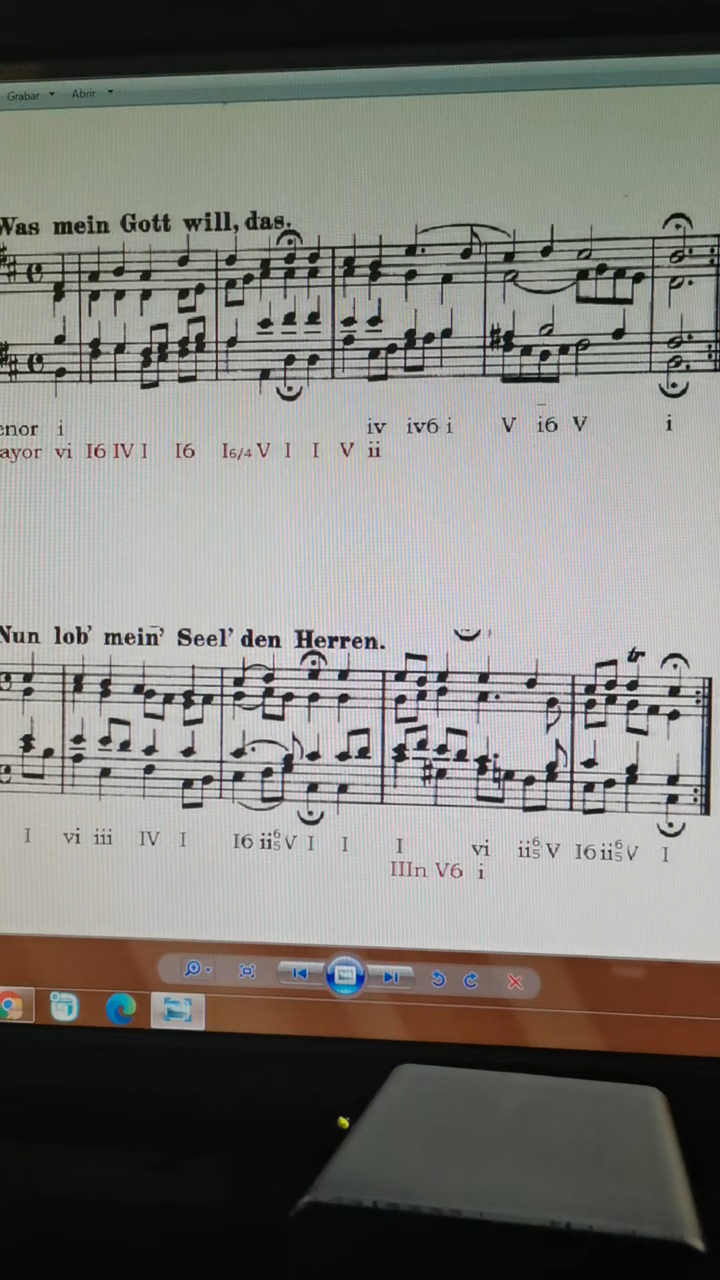 Grabar Abrir
Was mein Gott will, das.
enor i iv iv6 i V i6 V i
ayor vi I6 IV I I6 I6/4 V I I V ii
Nun lob' mein' Seel' den Herren.
tr
I vi iii IV I I6 ii6/5 V I I I vi ii6/5 V I6 ii6/5 V I
IIIn V6 i